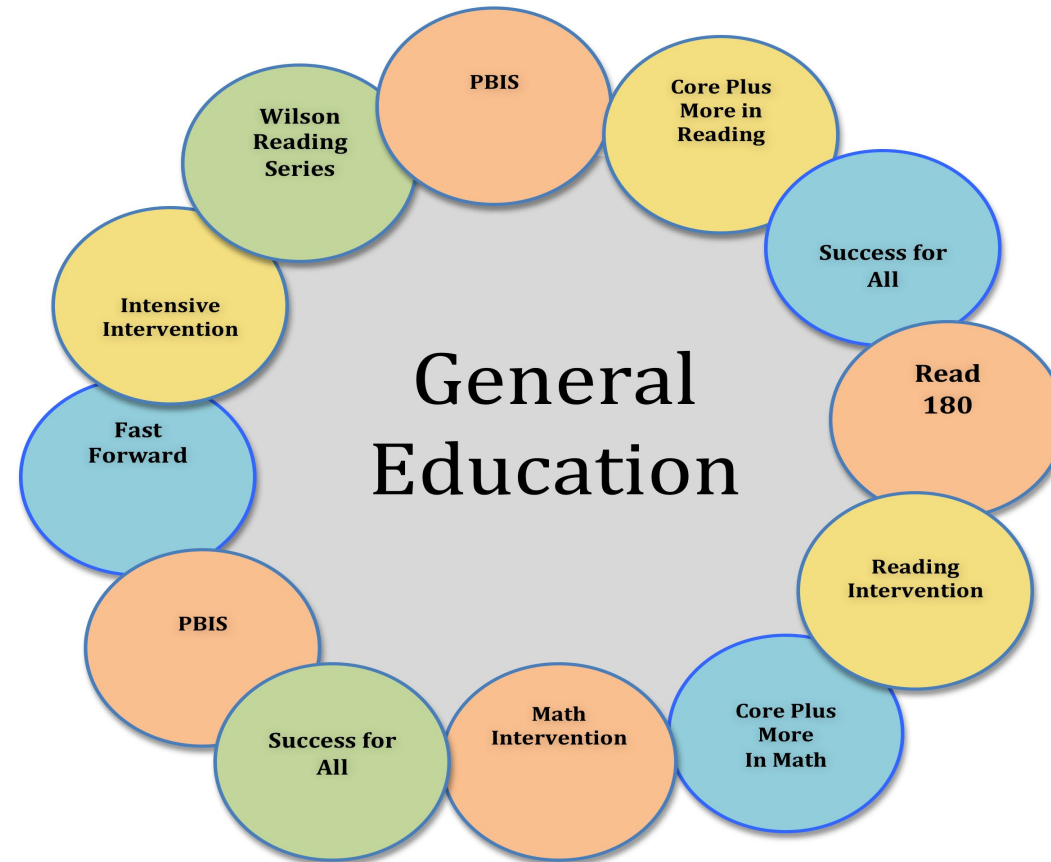 PBIS
Core Plus
More in
Reading
Wilson
Reading
Series
Success for
All
Intensive
Intervention
General
Education
Read
180
Fast
Forward
Reading
Intervention
PBIS
Math
Intervention
Core Plus
More
In Math
Success for
All